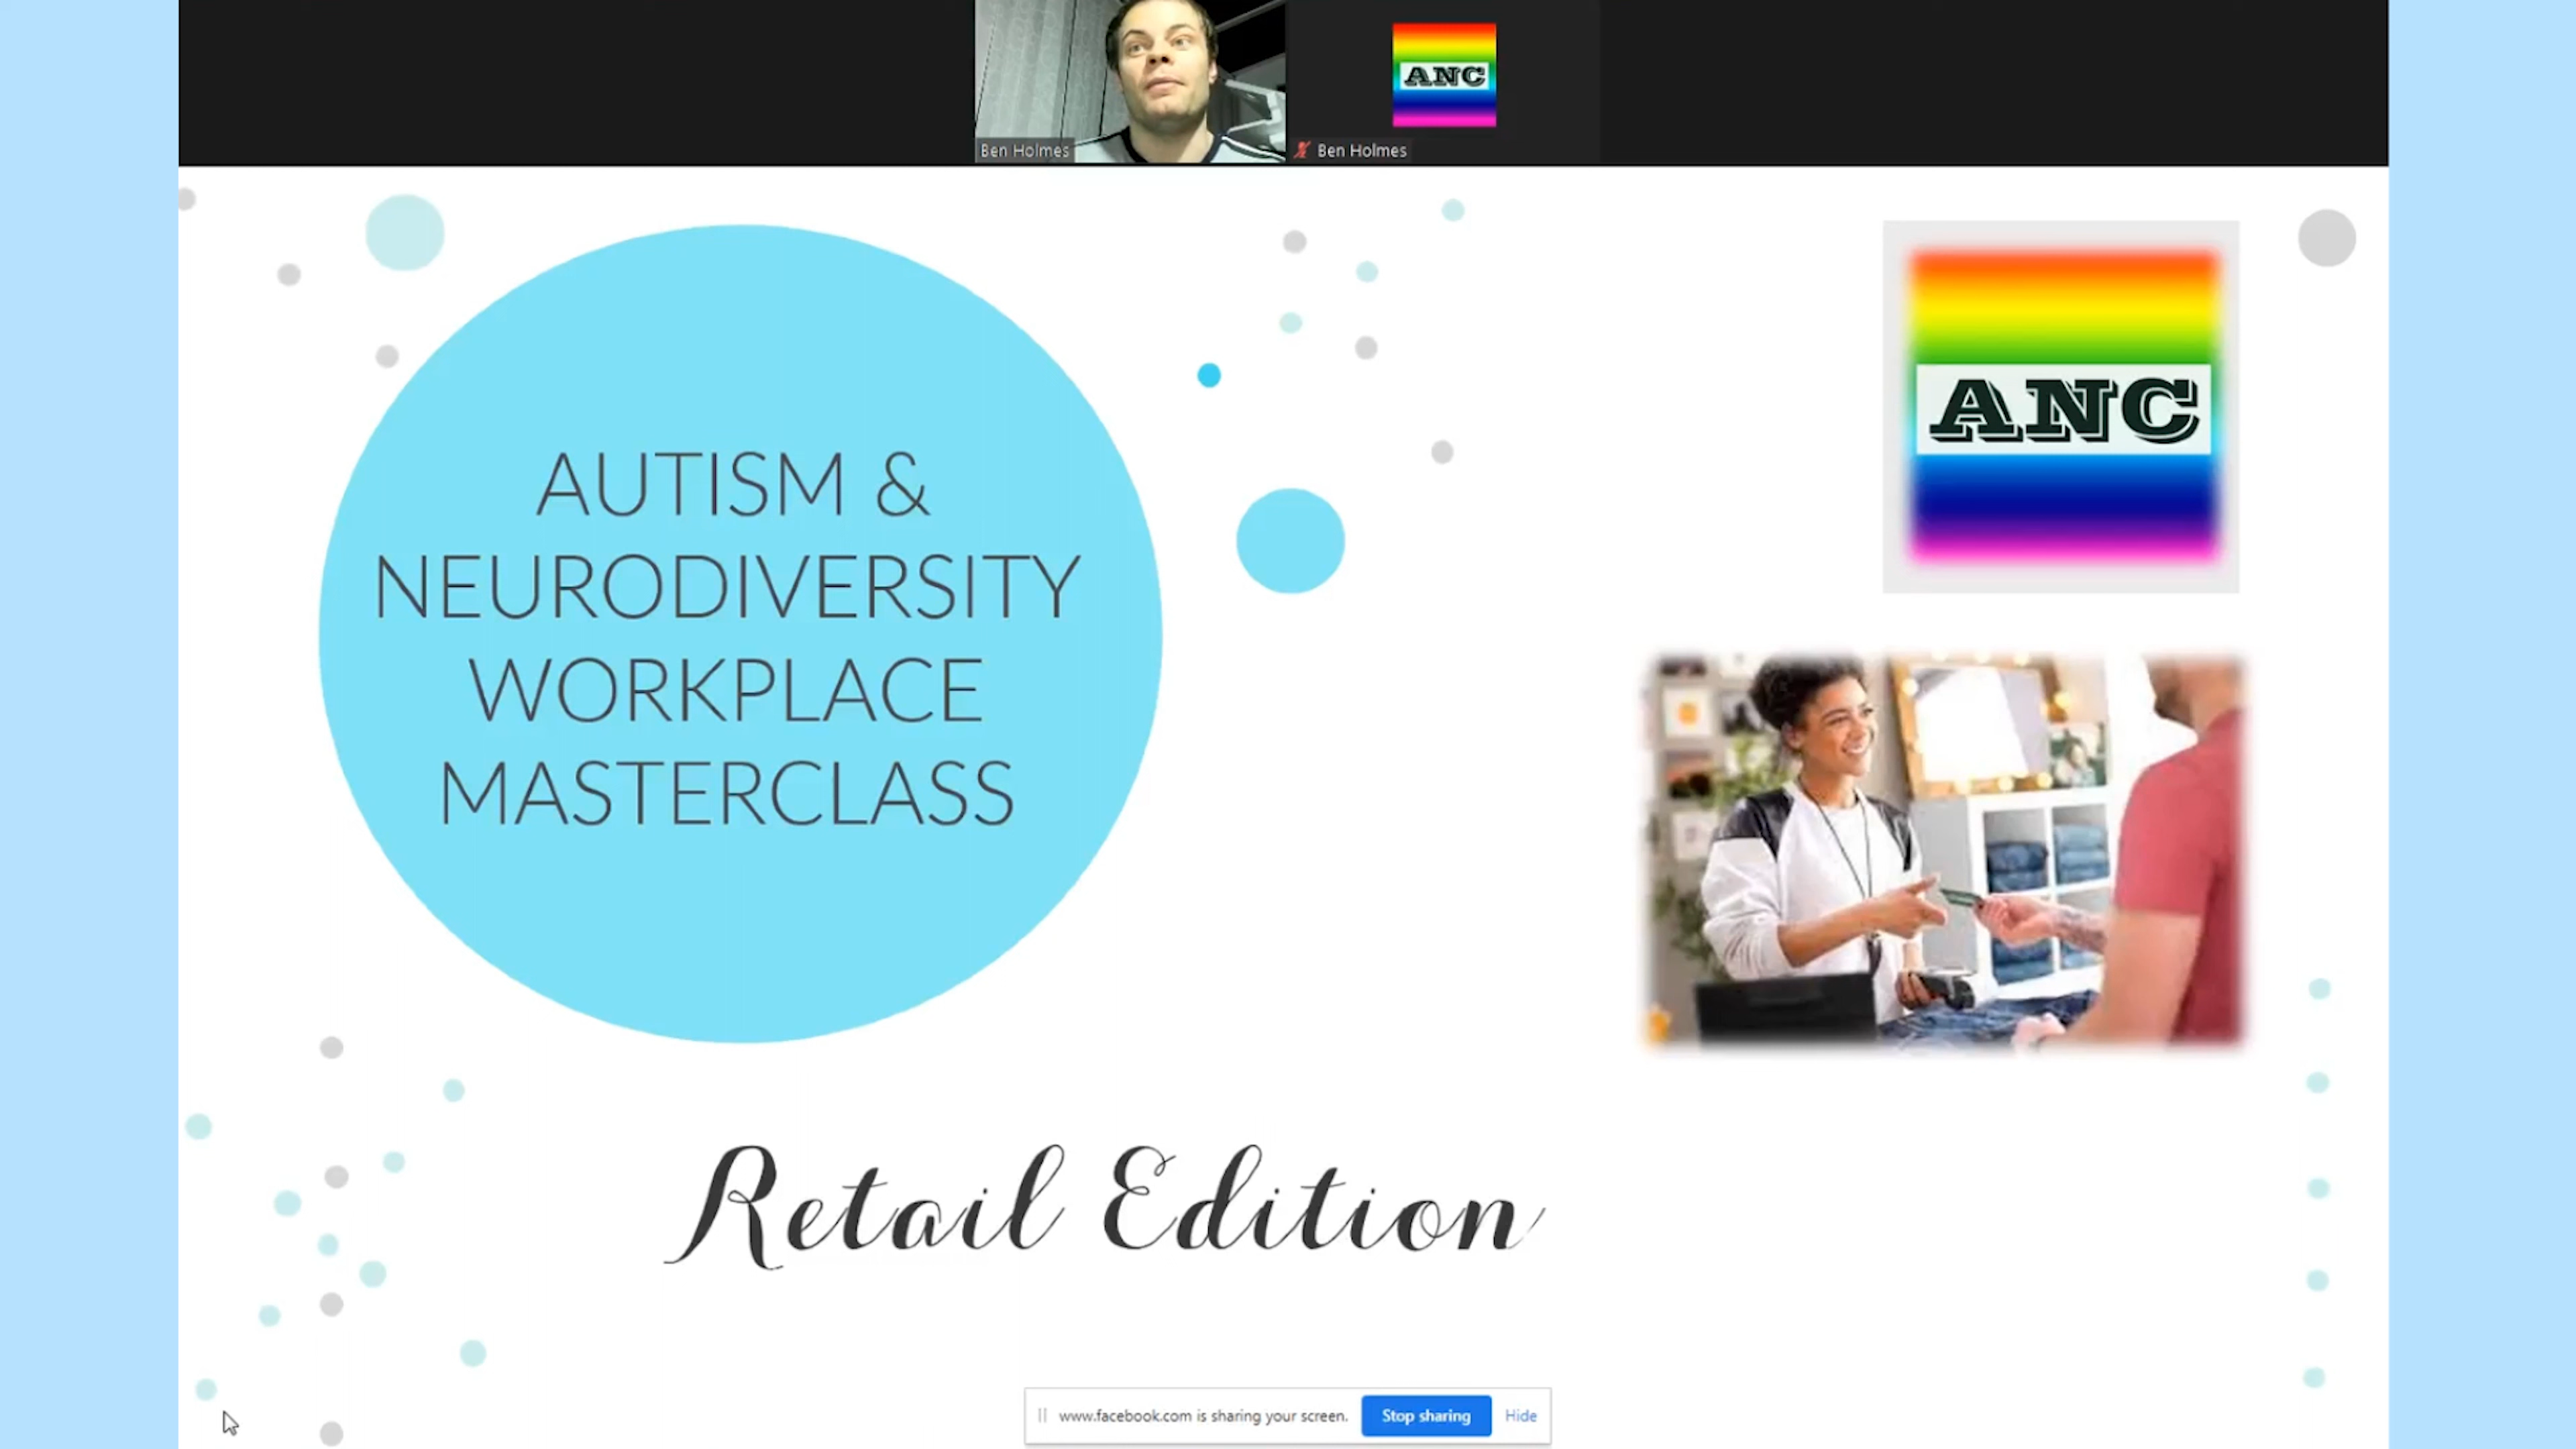 ANC
Ben Holmes
Ben Holmes
AUTISM &
NEURODIVERSITY
WORKPLACE
MASTERCLASS
ANC
Retail Edition
www.facebook.com is sharing your screen.
Stop sharing
Hide